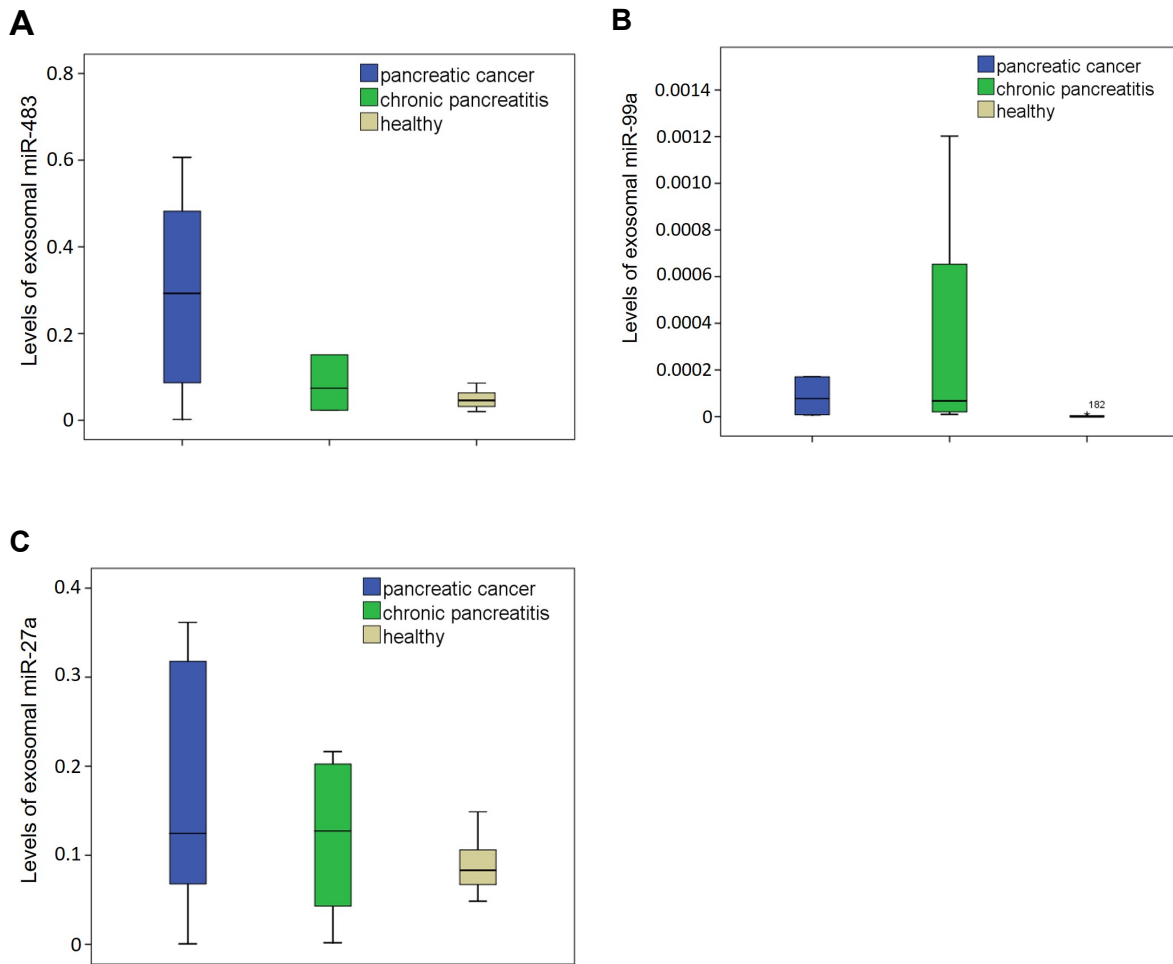 A
Levels of exosomal miR-483
0.8
0.6
0.4
0.2
0
pancreatic cancer
chronic pancreatitis
healthy
B
Levels of exosomal miR-99a
0.0014
0.0012
0.0010
0.0008
0.0006
0.0004
0.0002
0
pancreatic cancer
chronic pancreatitis
healthy
182
C
Levels of exosomal miR-27a
0.4
0.3
0.2
0.1
0
pancreatic cancer
chronic pancreatitis
healthy